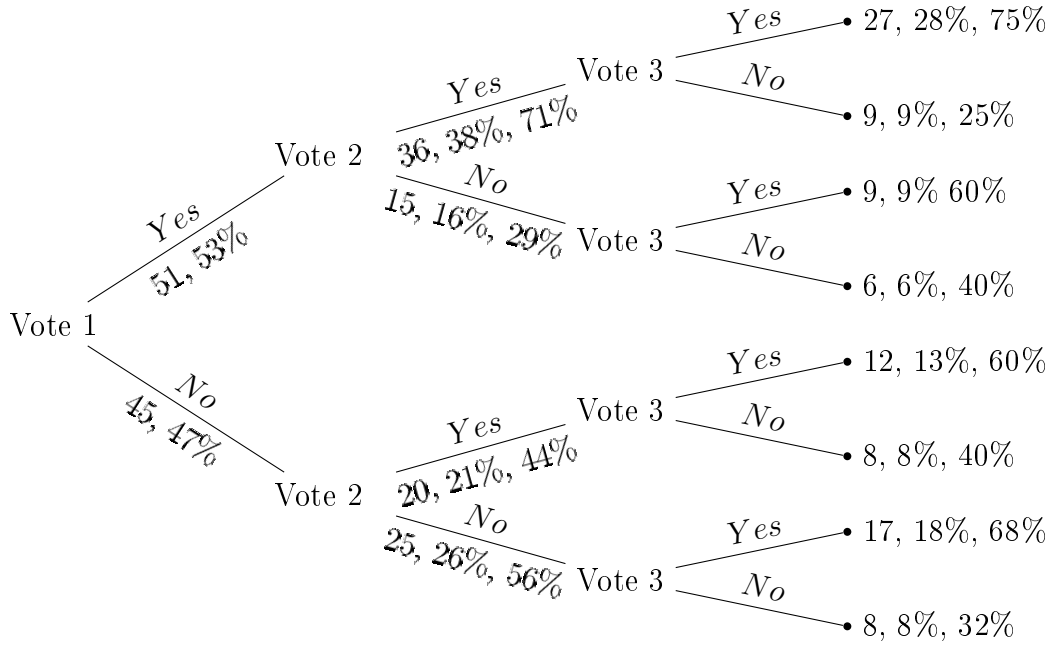 Yes
27, 28%, 75%
Vote 3
No
9, 9%, 25%
Yes
36, 38%, 71%
Vote 2
No
15, 16%, 29%
Yes
9, 9% 60%
Vote 3
No
6, 6%, 40%
Yes
51, 53%
Vote 1
No
45, 47%
Yes
12, 13%, 60%
Vote 3
No
8, 8%, 40%
Yes
20, 21%, 44%
Vote 2
No
25, 26%, 56%
Yes
17, 18%, 68%
Vote 3
No
8, 8%, 32%